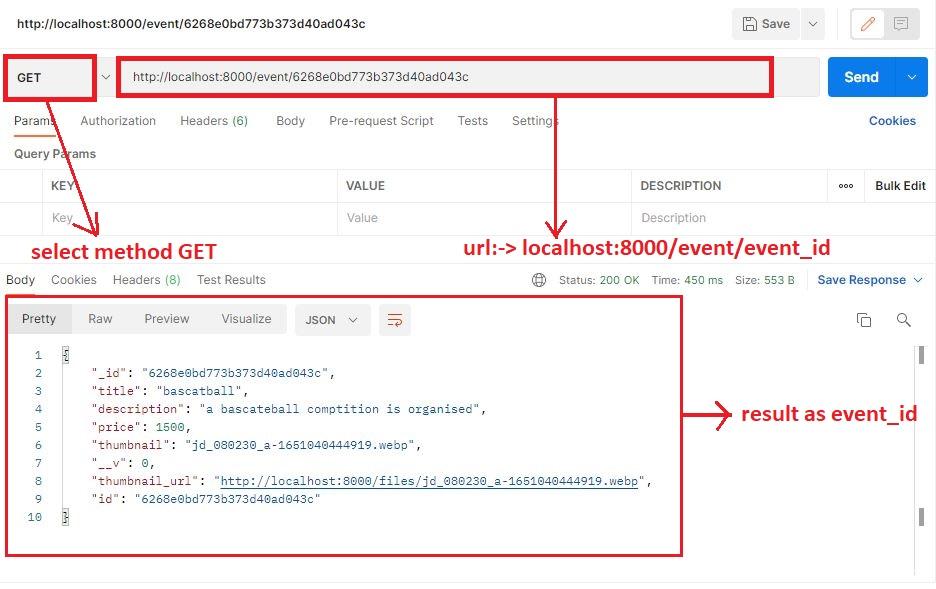 http://localhost:8000/event/6268e0bd773b373d40ad043c
Save
GET
http://localhost:8000/event/6268e0bd773b373d40ad043c
Send
Params Authorization Headers (6) Body Pre-request Script Tests Settings Cookies
Query Params
KEY VALUE DESCRIPTION ooo Bulk Edit
Key Value Description
select method GET
url:-> localhost:8000/event/event_id
Body Cookies Headers (8) Test Results Status: 200 OK Time: 450 ms Size: 553 B Save Response
Pretty Raw Preview Visualize JSON
1 {
2 "_id": "6268e0bd773b373d40ad043c",
3 "title": "bascatball",
4 "description": "a bascateball comptition is organised",
5 "price": 1500,
6 "thumbnail": "jd_080230_a-1651040444919.webp",
7 "__v": 0,
8 "thumbnail_url": "http://localhost:8000/files/jd_080230_a-1651040444919.webp",
9 "id": "6268e0bd773b373d40ad043c"
10 }
result as event_id